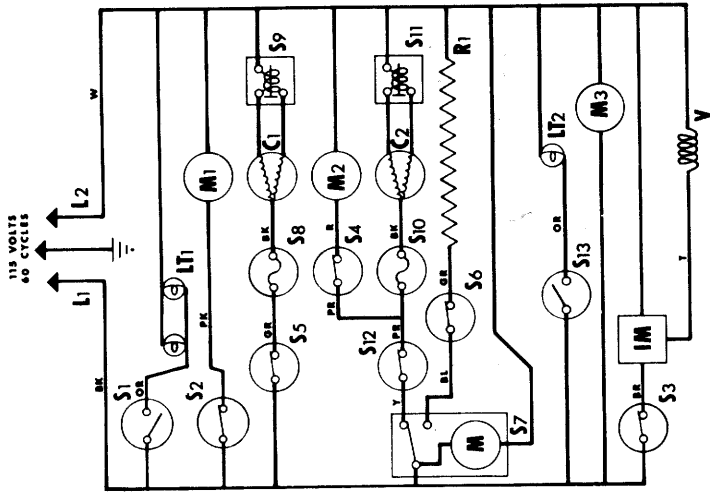 115 VOLTS
60 CYCLES
L2
L1
W
BK
LT1
S1
OR
S2
PK
M1
S9
C1
BK
S8
GR
S5
M2
R
S4
PR
S11
C2
BK
S10
PR
S12
Y
R1
GR
S6
BL
S7
M
LT2
OR
S13
M3
IM
BR
S3
V
Y